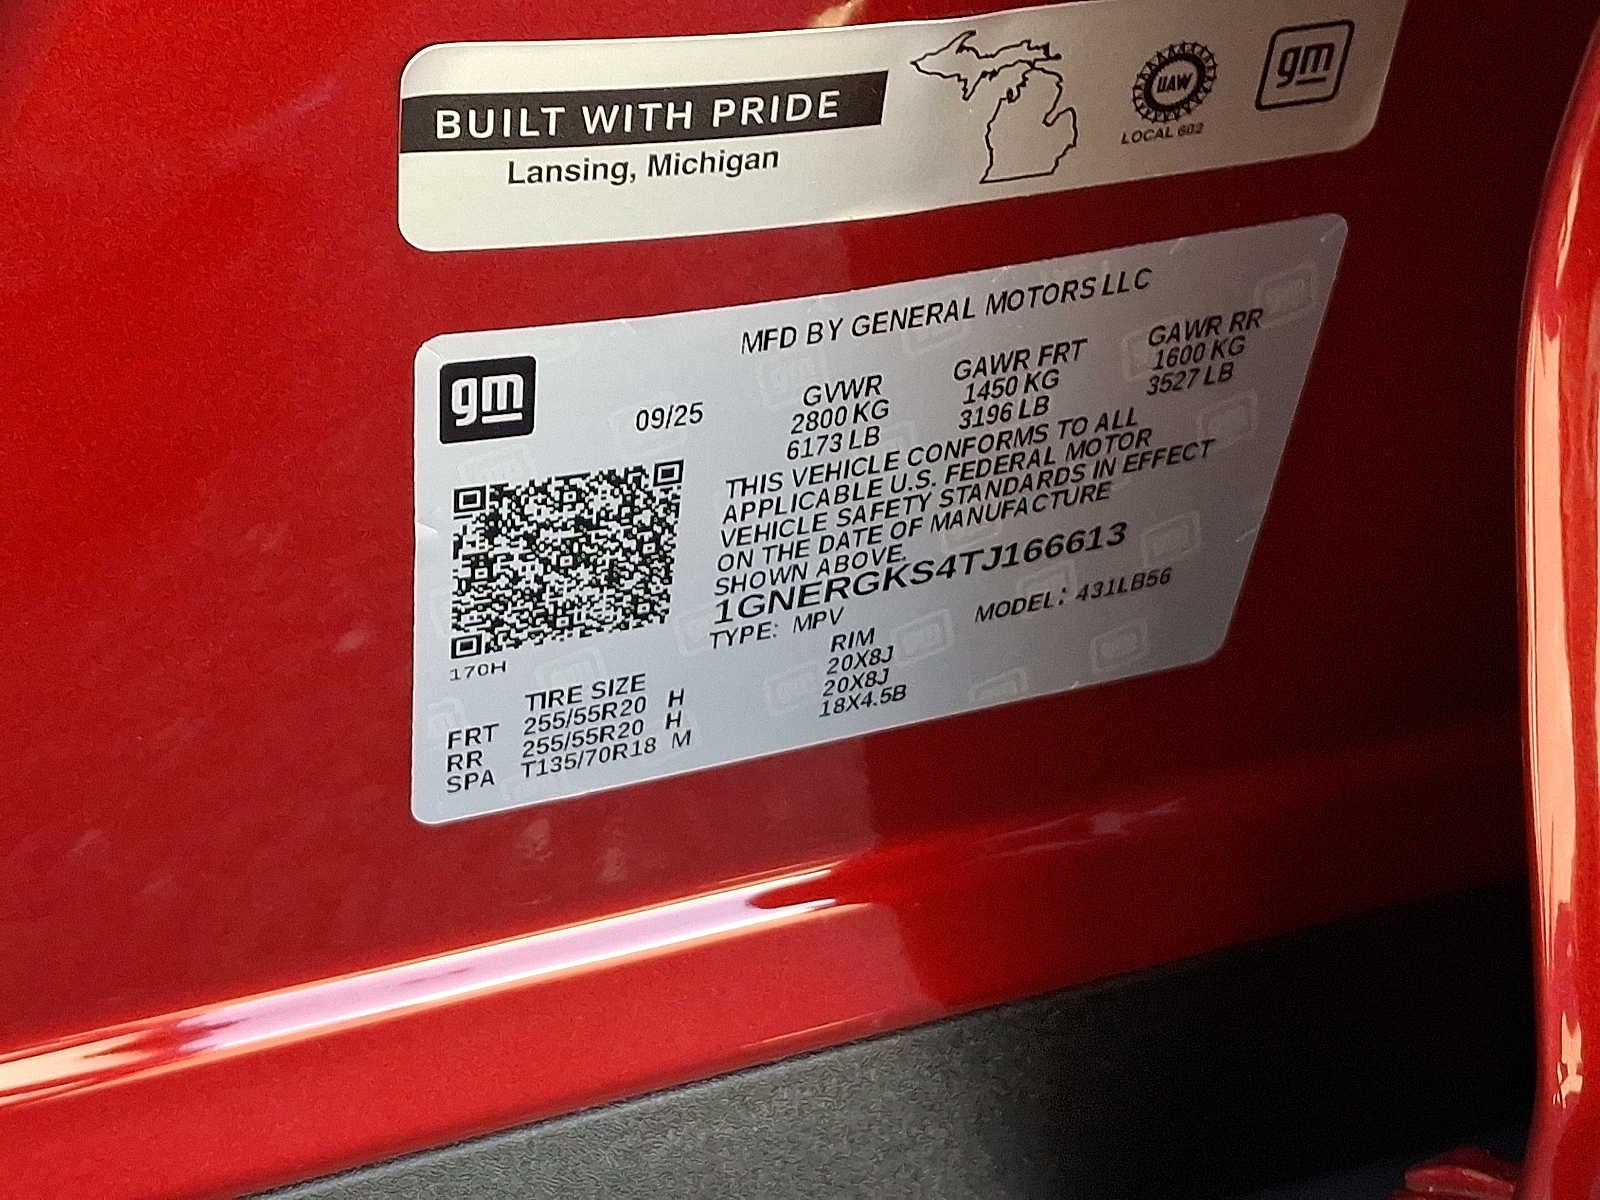 BUILT WITH PRIDE
Lansing, Michigan
UAW
LOCAL 602
gm
MFD BY GENERAL MOTORS LLC
gm
09/25
GVWR GAWR FRT GAWR RR
2800 KG 1450 KG 1600 KG
6173 LB 3196 LB 3527 LB
THIS VEHICLE CONFORMS TO ALL
APPLICABLE U.S. FEDERAL MOTOR
VEHICLE SAFETY STANDARDS IN EFFECT
ON THE DATE OF MANUFACTURE
SHOWN ABOVE.
1GNERGKS4TJ166613
TYPE: MPV MODEL: 431LB56
170H
TIRE SIZE RIM
FRT 255/55R20 H 20X8J
RR 255/55R20 H 20X8J
SPA T135/70R18 M 18X4.5B